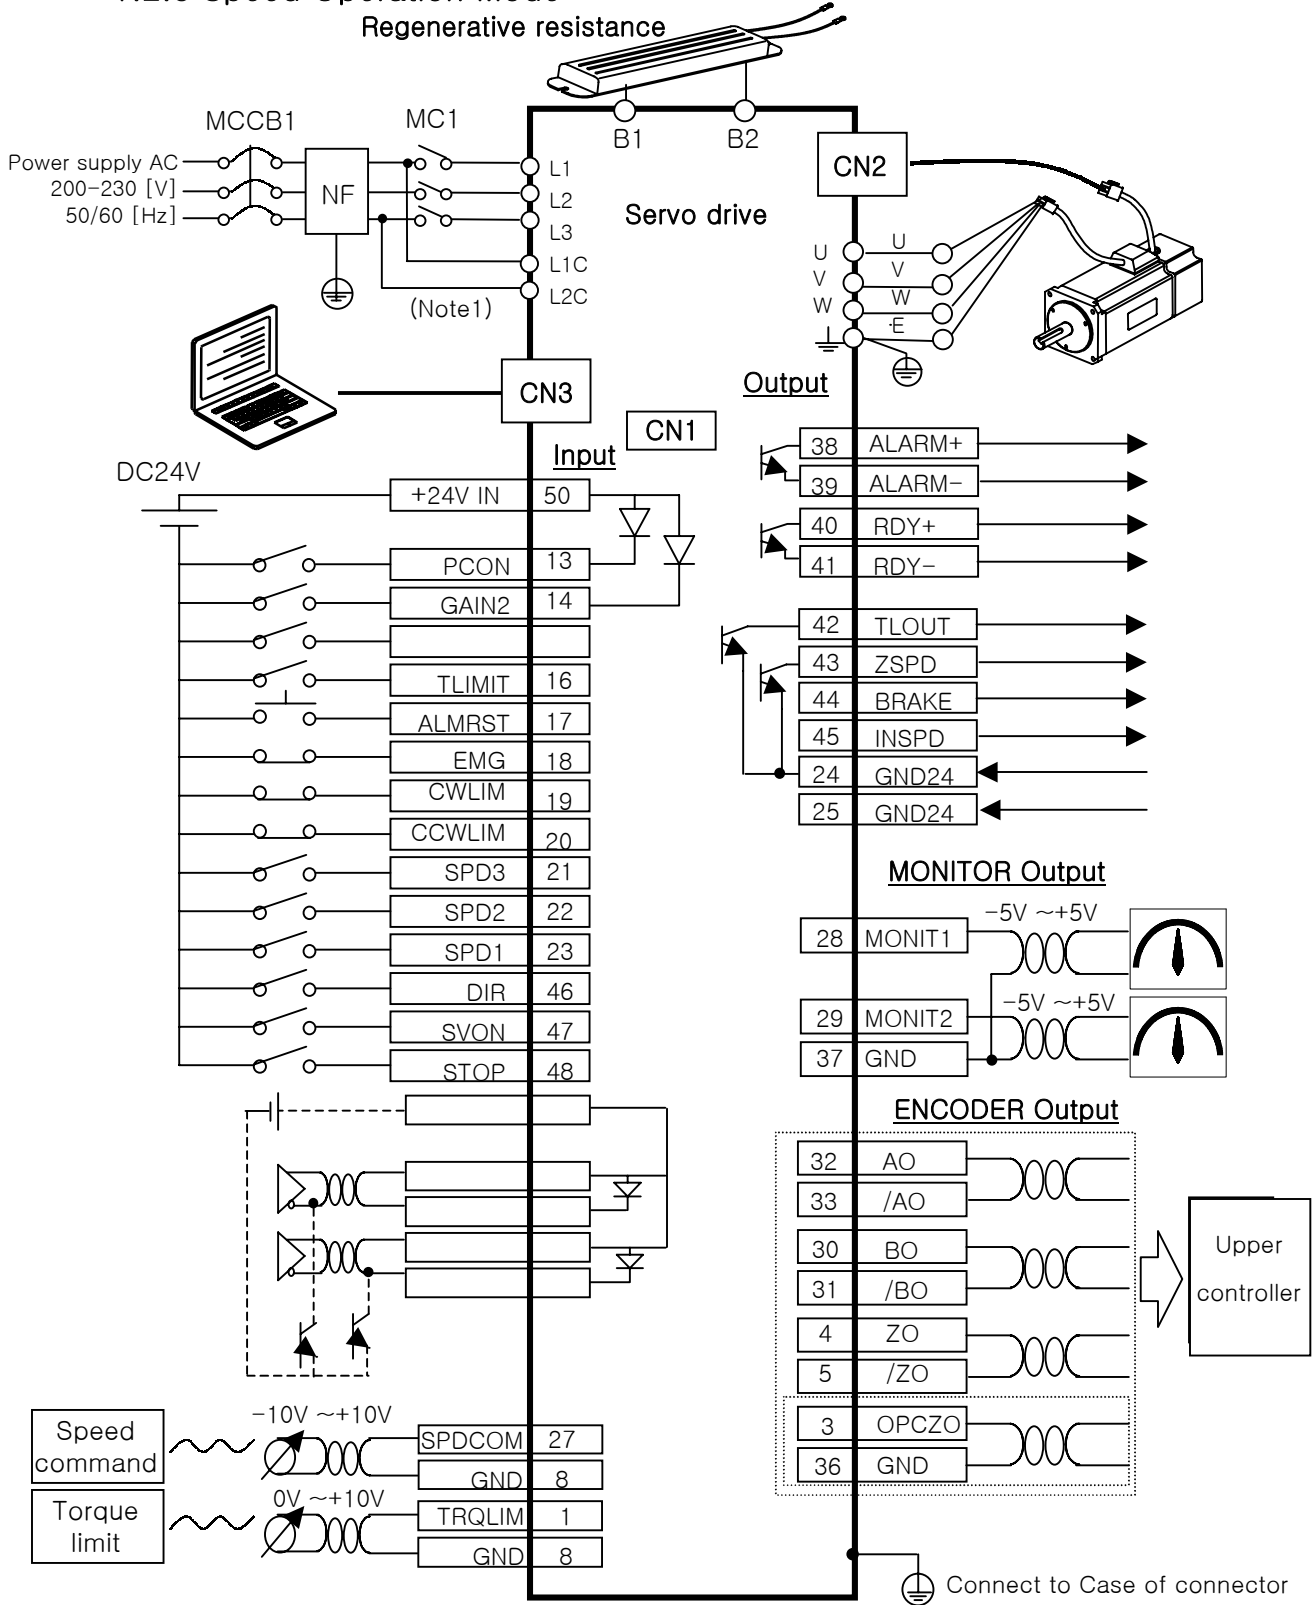 Regenerative resistance
MCCB1
MC1
B1
B2
Power supply AC
200-230 [V]
50/60 [Hz]
NF
L1
L2
L3
L1C
L2C
(Note1)
Servo drive
CN2
U
V
W
U
V
W
E
CN3
CN1
Output
Input
DC24V
+24V IN 50
PCON 13
GAIN2 14
TLIMIT 16
ALMRST 17
EMG 18
CWLIM 19
CCWLIM 20
SPD3 21
SPD2 22
SPD1 23
DIR 46
SVON 47
STOP 48
38 ALARM+
39 ALARM-
40 RDY+
41 RDY-
42 TLOUT
43 ZSPD
44 BRAKE
45 INSPD
24 GND24
25 GND24
MONITOR Output
-5V ~+5V
28 MONIT1
-5V ~+5V
29 MONIT2
37 GND
ENCODER Output
32 AO
33 /AO
30 BO
31 /BO
4 ZO
5 /ZO
3 OPCZO
36 GND
Upper
controller
Speed
command
-10V ~+10V
SPDCOM 27
GND 8
Torque
limit
0V ~+10V
TRQLIM 1
GND 8
Connect to Case of connector